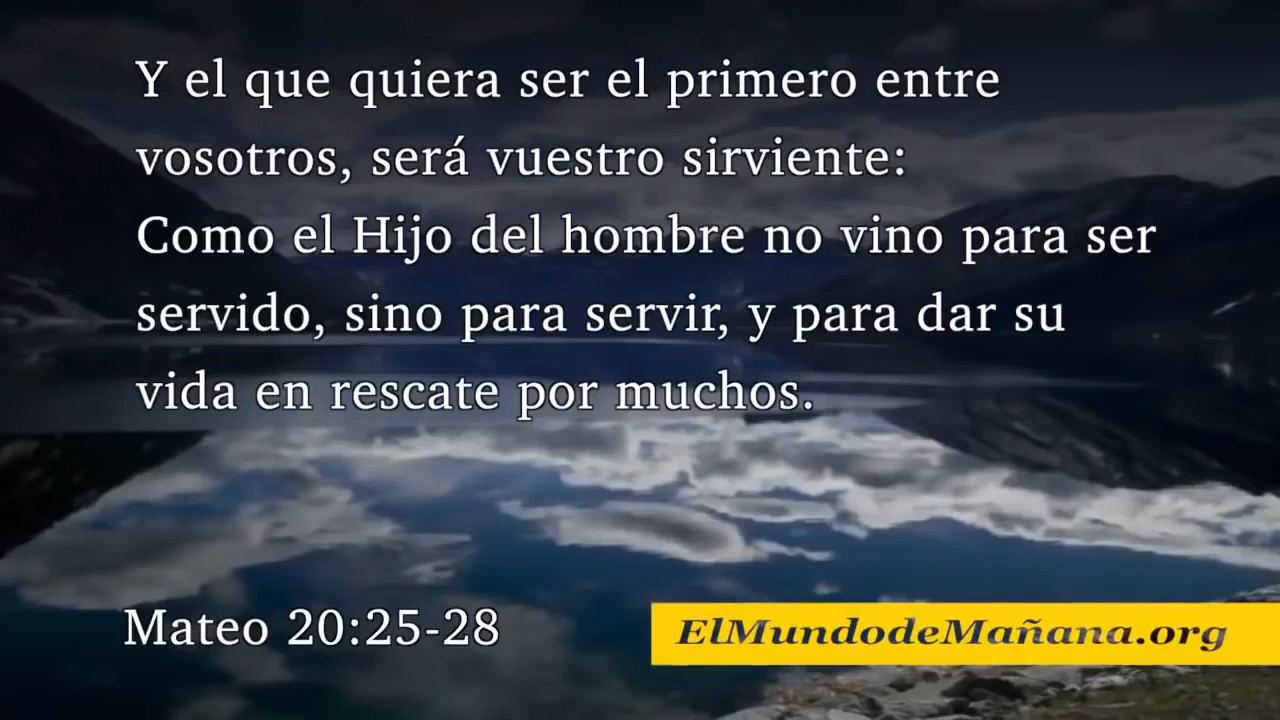 Y el que quiera ser el primero entre
vosotros, será vuestro sirviente:
Como el Hijo del hombre no vino para ser
servido, sino para servir, y para dar su
vida en rescate por muchos.
Mateo 20:25-28
ElMundodeMañana.org